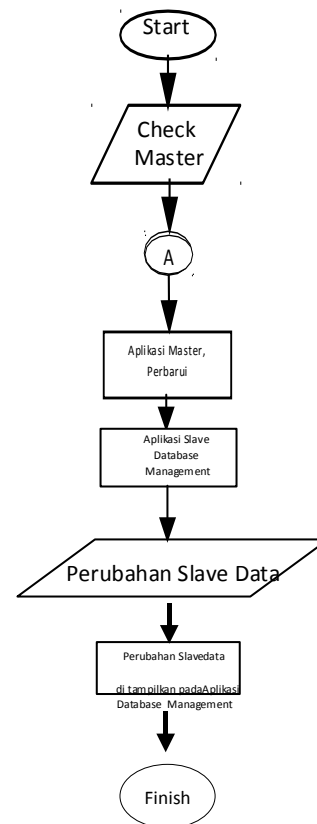 Start
Check
Master
A
Aplikasi Master,
Perbarui
Aplikasi Slave
Database
Management
Perubahan Slave Data
Perubahan Slavedata
di tampilkan padaAplikasi
Database Management
Finish